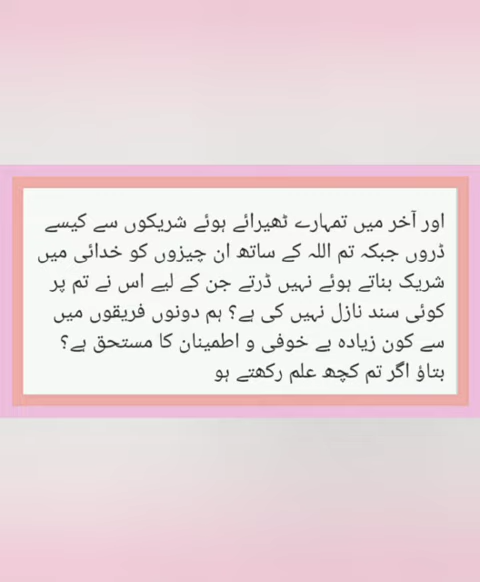 اور آخر میں تمہارے ٹھیرائے ہوئے شریکوں سے کیسے
ڈروں جبکہ تم اللہ کے ساتھ ان چیزوں کو خدائی میں
شریک بناتے ہوئے نہیں ڈرتے جن کے لیے اس نے تم پر
کوئی سند نازل نہیں کی ہے؟ ہم دونوں فریقوں میں
سے کون زیادہ بے خوفی و اطمینان کا مستحق ہے؟
بتاؤ اگر تم کچھ علم رکھتے ہو